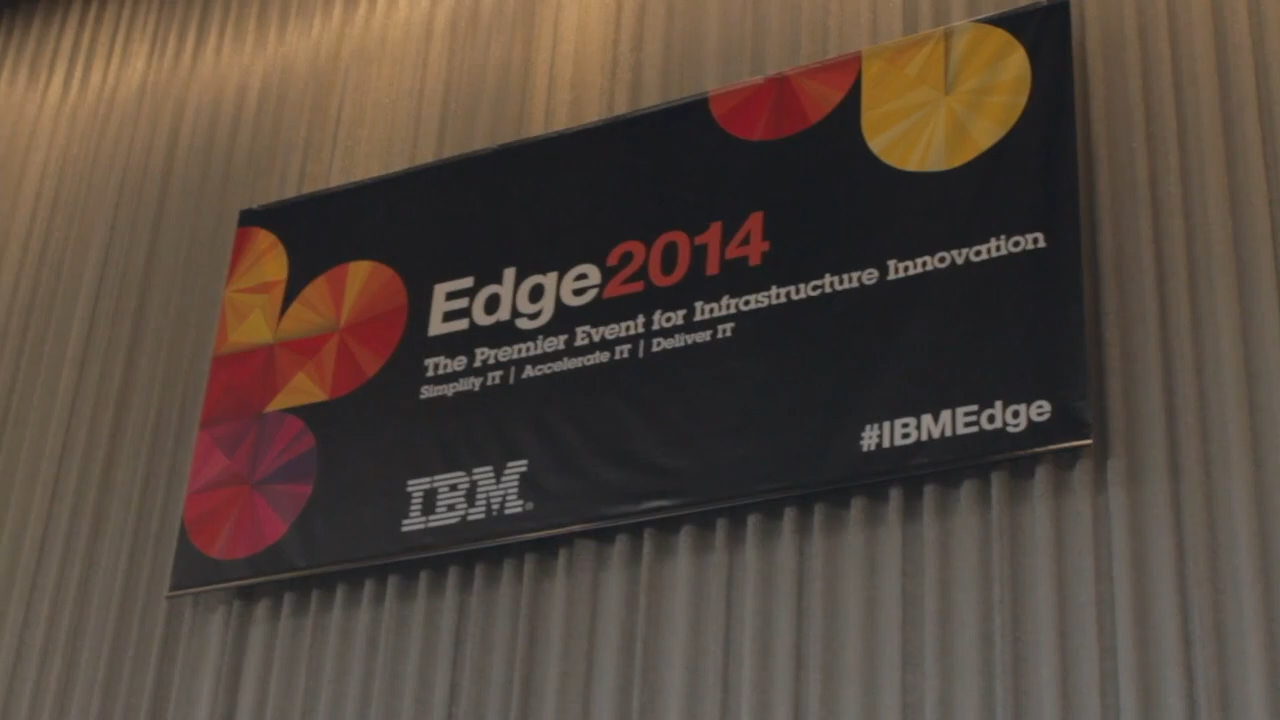 Edge2014
The Premier Event for Infrastructure Innovation
Simplify IT | Accelerate IT | Deliver IT
#IBMEdge
IBM®